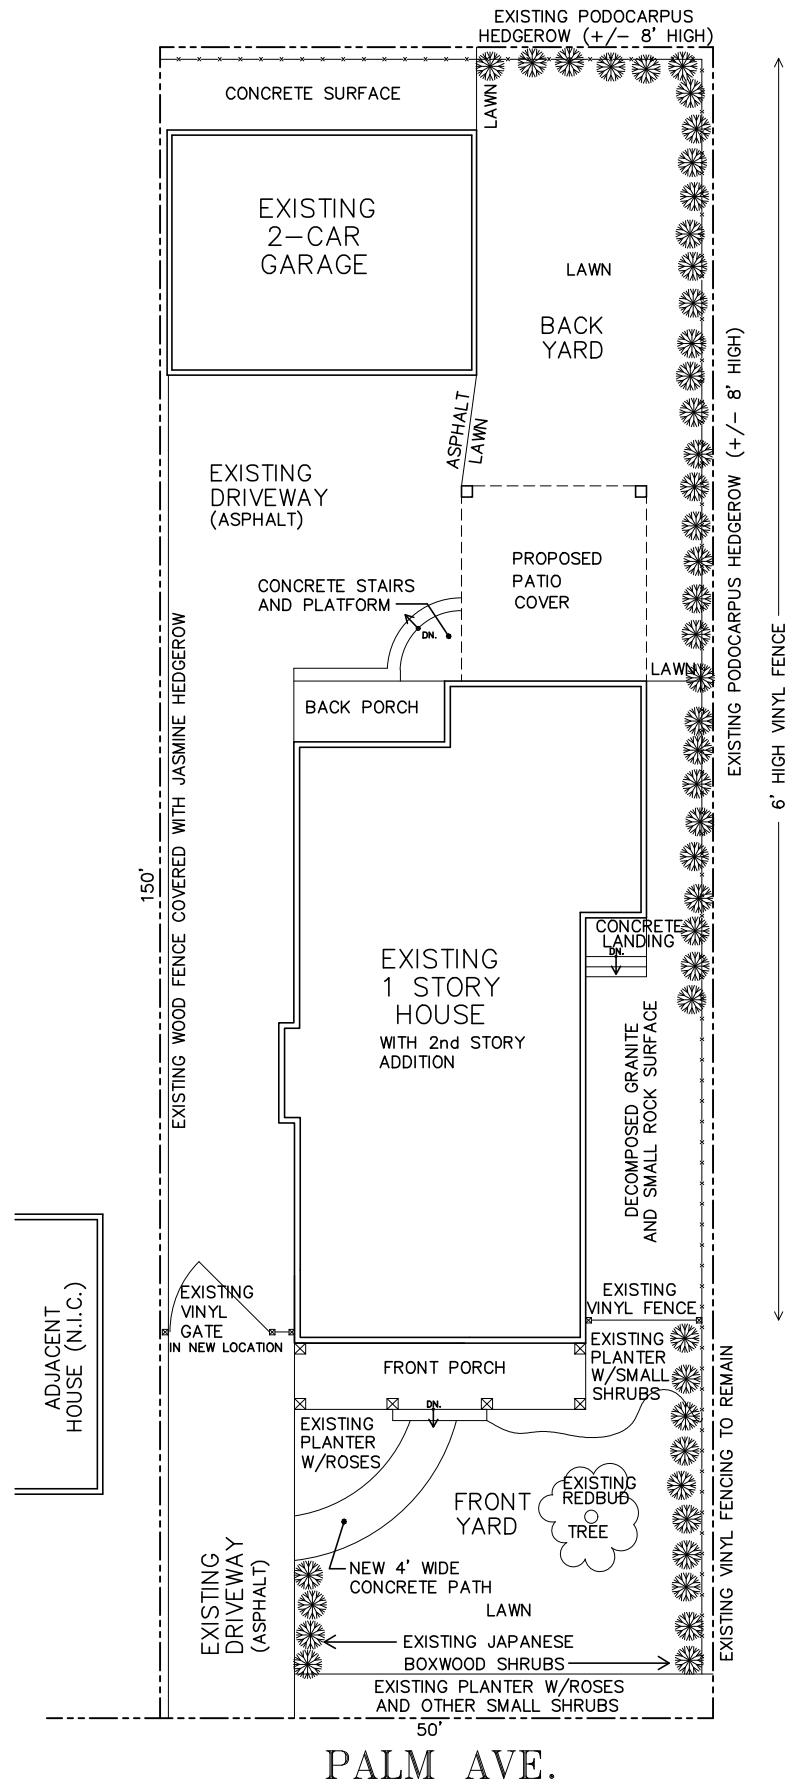 EXISTING PODOCARPUS
HEDGEROW (+/- 8' HIGH)
CONCRETE SURFACE
LAWN
EXISTING
2-CAR
GARAGE
LAWN
BACK
YARD
EXISTING PODOCARPUS HEDGEROW (+/- 8' HIGH)
6' HIGH VINYL FENCE
ASPHALT
LAWN
EXISTING
DRIVEWAY
(ASPHALT)
PROPOSED
PATIO
COVER
CONCRETE STAIRS
AND PLATFORM
DN.
LAWN
BACK PORCH
EXISTING WOOD FENCE COVERED WITH JASMINE HEDGEROW
150'
CONCRETE
LANDING
DN.
EXISTING
1 STORY
HOUSE
WITH 2nd STORY
ADDITION
DECOMPOSED GRANITE
AND SMALL ROCK SURFACE
ADJACENT
HOUSE (N.I.C.)
EXISTING
VINYL
GATE
IN NEW LOCATION
EXISTING
VINYL FENCE
EXISTING
PLANTER
W/SMALL
SHRUBS
FRONT PORCH
DN.
EXISTING
PLANTER
W/ROSES
EXISTING VINYL FENCING TO REMAIN
FRONT
YARD
EXISTING
REDBUD
TREE
EXISTING
DRIVEWAY
(ASPHALT)
NEW 4' WIDE
CONCRETE PATH
LAWN
EXISTING JAPANESE
BOXWOOD SHRUBS
EXISTING PLANTER W/ROSES
AND OTHER SMALL SHRUBS
50'
PALM AVE.